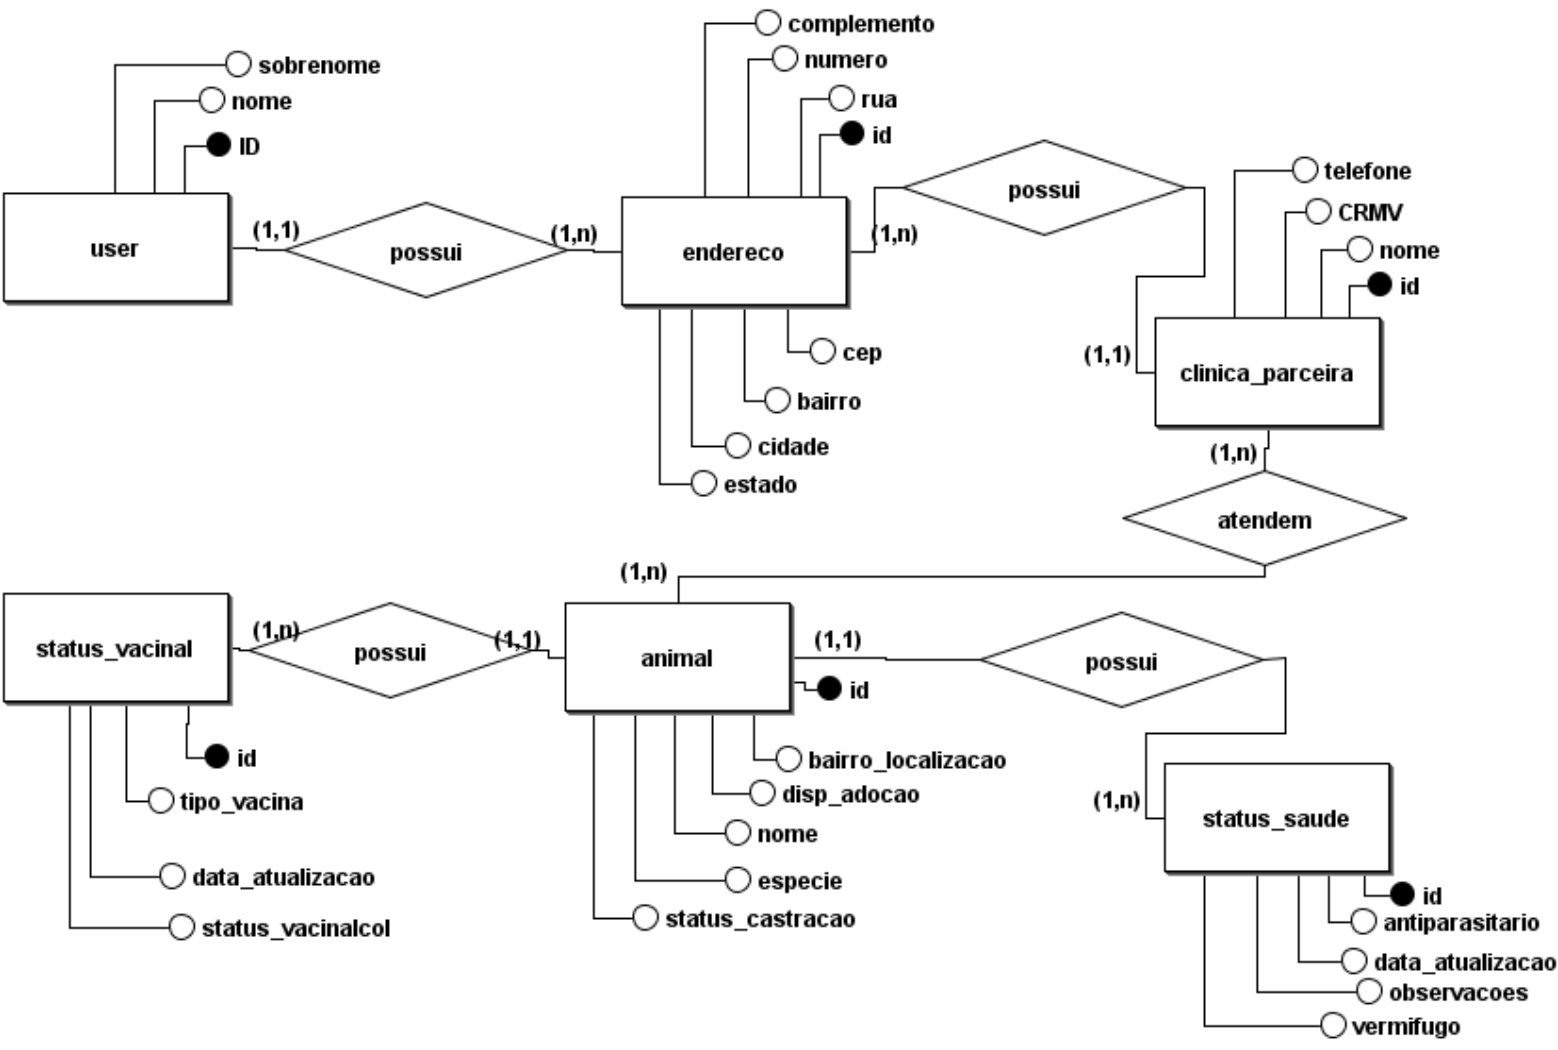 complemento
numero
sobrenome
nome
rua
ID
id
telefone
possui
CRMV
(1,1)
(1,n)
(1,n)
user
possui
endereco
nome
id
cep
(1,1)
clinica_parceira
bairro
cidade
(1,n)
estado
atendem
(1,n)
(1,n)
(1,1)
(1,1)
status_vacinal
possui
animal
possui
id
id
bairro_localizacao
tipo_vacina
disp_adocao
(1,n)
status_saude
nome
data_atualizacao
especie
id
status_vacinalcol
status_castracao
antiparasitario
data_atualizacao
observacoes
vermifugo